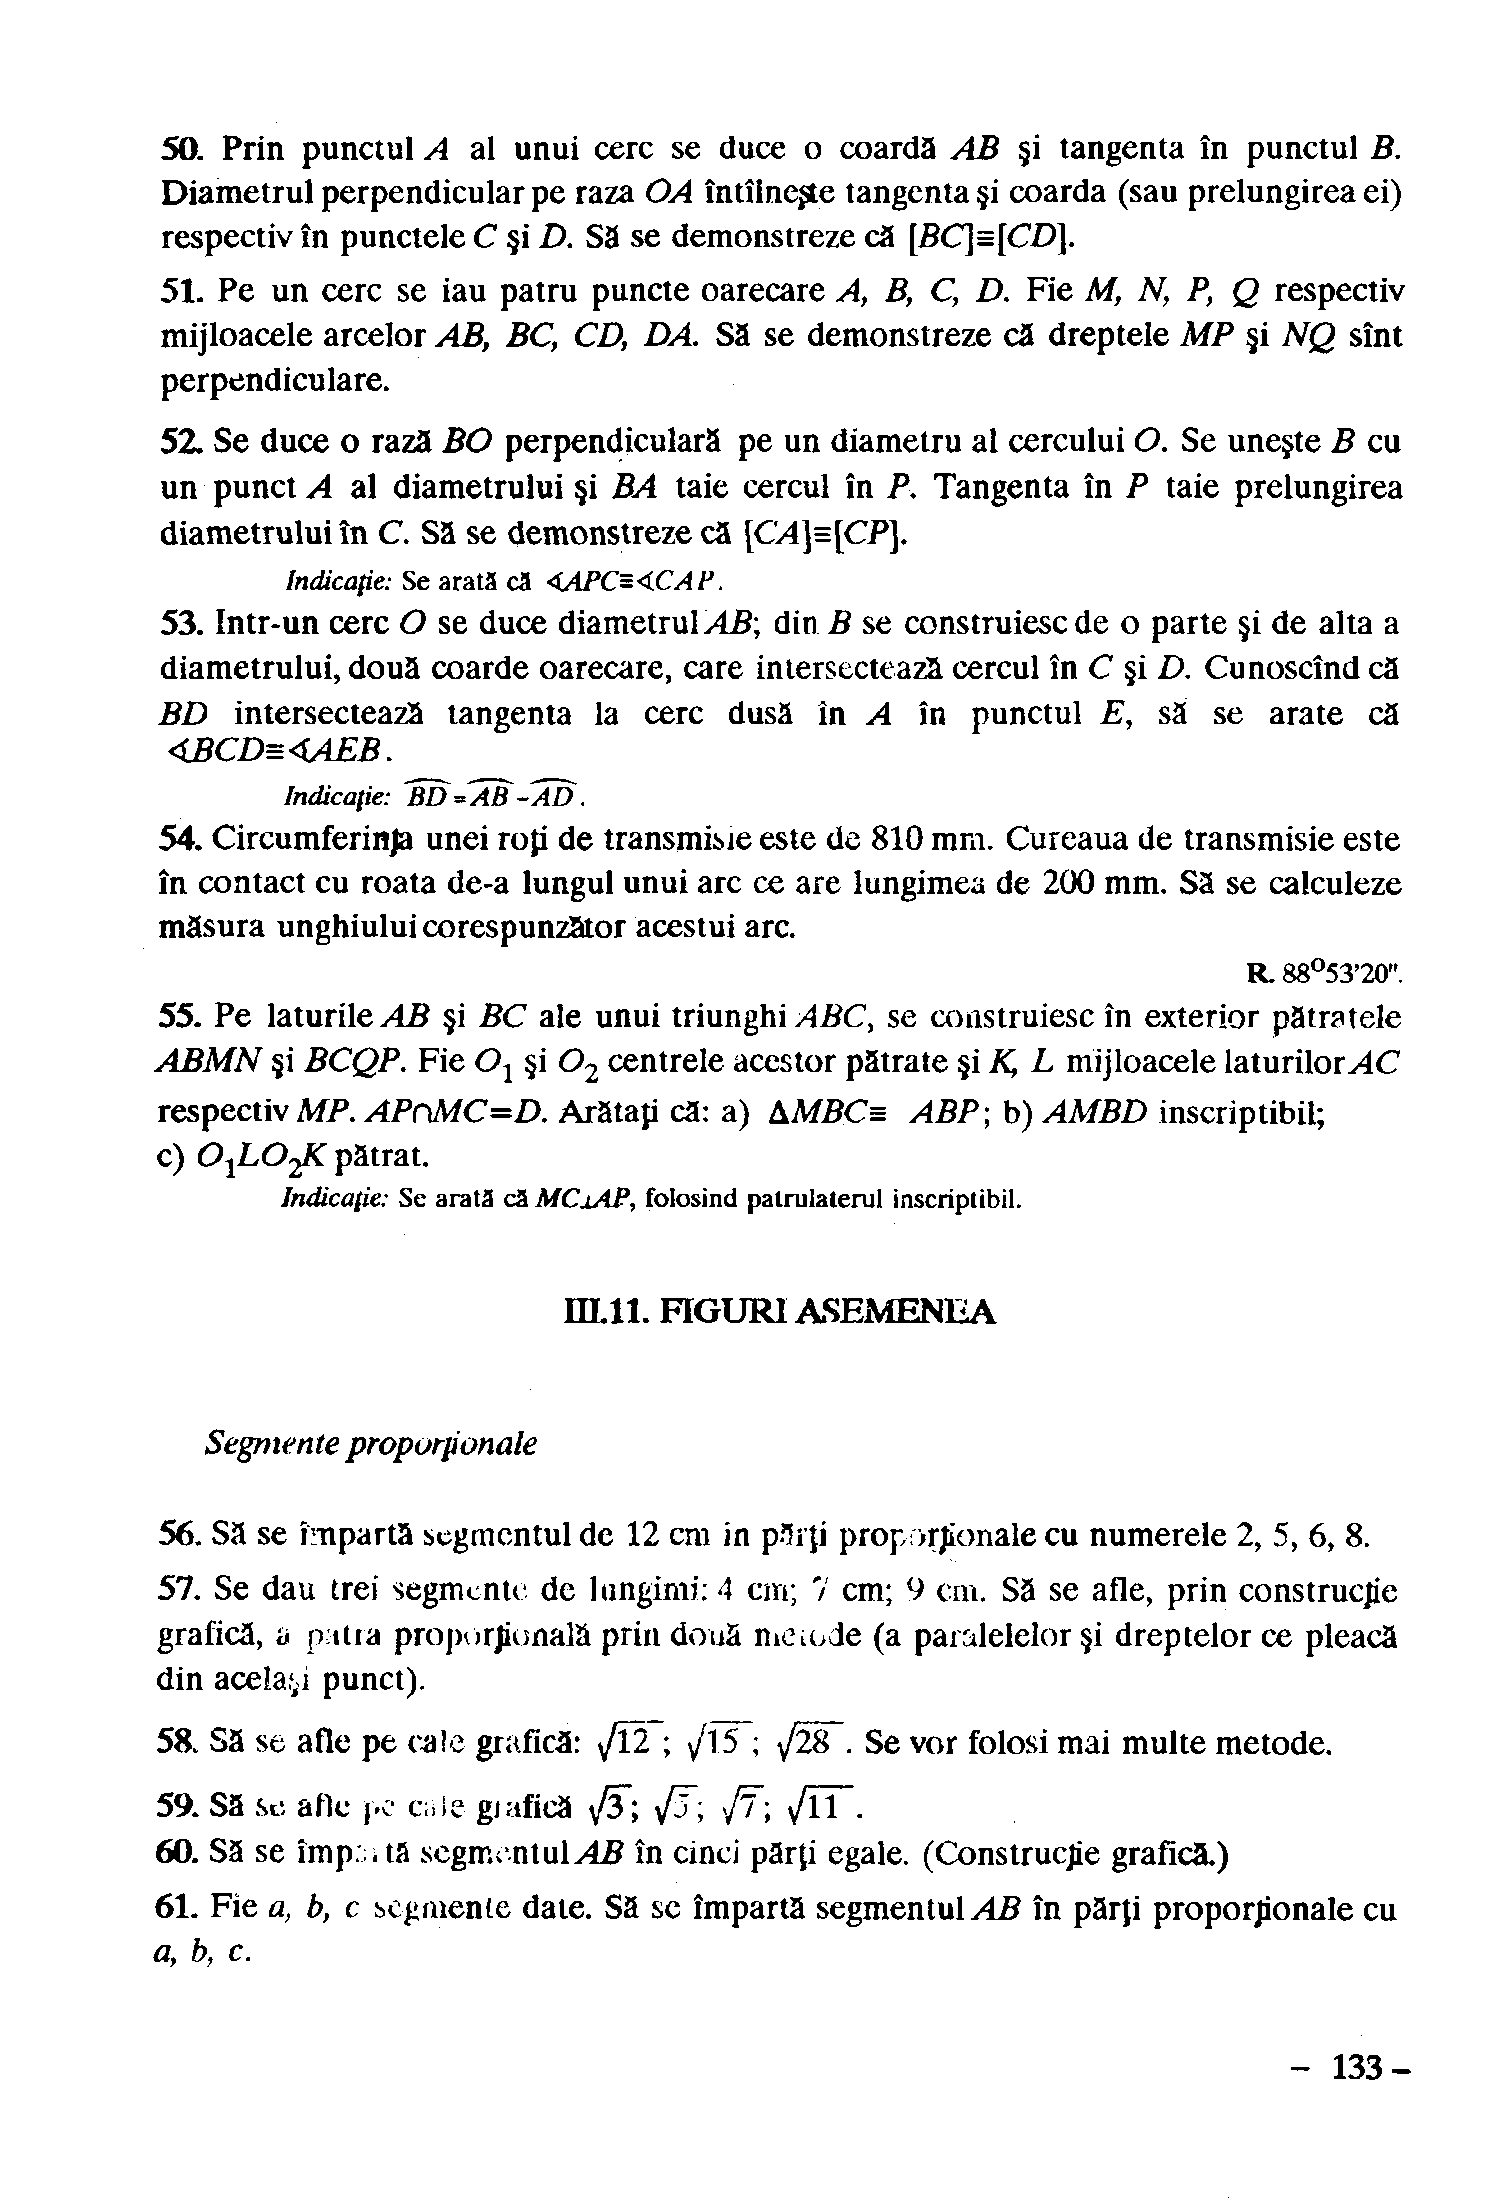 50. Prin punctul A al unui cerc se duce o coardă AB şi tangenta în punctul B.
Diametrul perpendicular pe raza OA întîlneşte tangenta şi coarda (sau prelungirea ei)
respectiv în punctele C şi D. Să se demonstreze că [BC]≡[CD].
51. Pe un cerc se iau patru puncte oarecare A, B, C, D. Fie M, N, P, Q respectiv
mijloacele arcelor AB, BC, CD, DA. Să se demonstreze că dreptele MP şi NQ sînt
perpendiculare.
52. Se duce o rază BO perpendiculară pe un diametru al cercului O. Se uneşte B cu
un punct A al diametrului şi BA taie cercul în P. Tangenta în P taie prelungirea
diametrului în C. Să se demonstreze că [CA]≡[CP].
Indicaţie: Se arată că ∢APC≡∢CAP.
53. Intr-un cerc O se duce diametrul AB; din B se construiesc de o parte şi de alta a
diametrului, două coarde oarecare, care intersectează cercul în C şi D. Cunoscînd că
BD intersectează tangenta la cerc dusă în A în punctul E, să se arate că
∢BCD≡∢AEB.
Indicaţie: B͡D = A͡B - A͡D.
54. Circumferinţa unei roţi de transmisie este de 810 mm. Cureaua de transmisie este
în contact cu roata de-a lungul unui arc ce are lungimea de 200 mm. Să se calculeze
măsura unghiului corespunzător acestui arc.
R. 88°53'20".
55. Pe laturile AB şi BC ale unui triunghi ABC, se construiesc în exterior pătratele
ABMN şi BCQP. Fie O₁ şi O₂ centrele acestor pătrate şi K, L mijloacele laturilor AC
respectiv MP. AP∩MC=D. Arătaţi că: a) ΔMBC≡ ABP; b) AMBD inscriptibil;
c) O₁LO₂K pătrat.
Indicaţie: Se arată că MC⊥AP, folosind patrulaterul inscriptibil.
III.11. FIGURI ASEMENEA
Segmente proporţionale
56. Să se împartă segmentul de 12 cm in părţi proporţionale cu numerele 2, 5, 6, 8.
57. Se dau trei segmente de lungimi: 4 cm; 7 cm; 9 cm. Să se afle, prin construcţie
grafică, a patra proporţională prin două metode (a paralelelor şi dreptelor ce pleacă
din acelaşi punct).
58. Să se afle pe cale grafică: √12; √15; √28. Se vor folosi mai multe metode.
59. Să se afle pe cale grafică √3; √5; √7; √11.
60. Să se împartă segmentul AB în cinci părţi egale. (Construcţie grafică.)
61. Fie a, b, c segmente date. Să se împartă segmentul AB în părţi proporţionale cu
a, b, c.
- 133 -